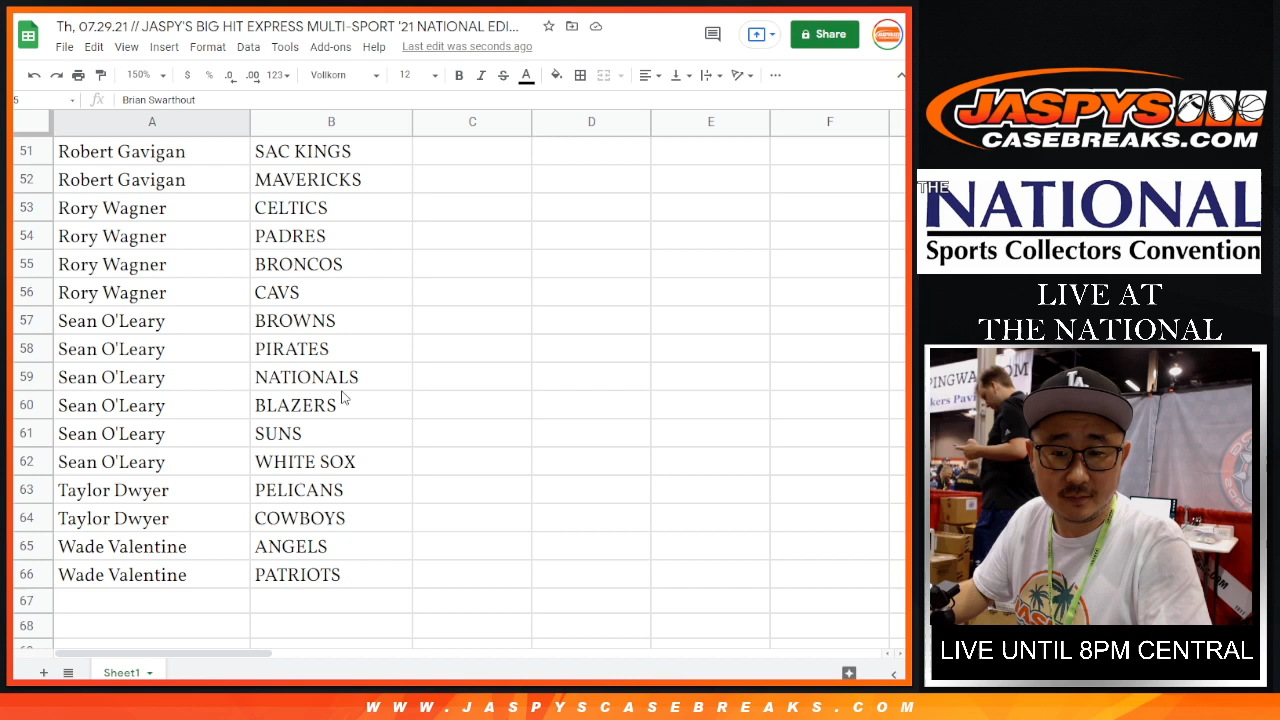 Th, 07.29.21 // JASPY'S BIG HIT EXPRESS MULTI-SPORT '21 NATIONAL EDI...
File Edit View Insert Format Data Tools Add-ons Help Last edit was seconds ago
Share
150% $ % .0 .00 123 Vollkorn 12 B I S A
5 fx Brian Swarthout
A B C D E F
51 Robert Gavigan SAC KINGS
52 Robert Gavigan MAVERICKS
53 Rory Wagner CELTICS
54 Rory Wagner PADRES
55 Rory Wagner BRONCOS
56 Rory Wagner CAVS
57 Sean O'Leary BROWNS
58 Sean O'Leary PIRATES
59 Sean O'Leary NATIONALS
60 Sean O'Leary BLAZERS
61 Sean O'Leary SUNS
62 Sean O'Leary WHITE SOX
63 Taylor Dwyer PELICANS
64 Taylor Dwyer COWBOYS
65 Wade Valentine ANGELS
66 Wade Valentine PATRIOTS
67
68
Sheet1
JASPYS
CASEBREAKS.COM
THE
NATIONAL
Sports Collectors Convention
LIVE AT
THE NATIONAL
LA
LIVE UNTIL 8PM CENTRAL
WWW.JASPYSCASEBREAKS.COM